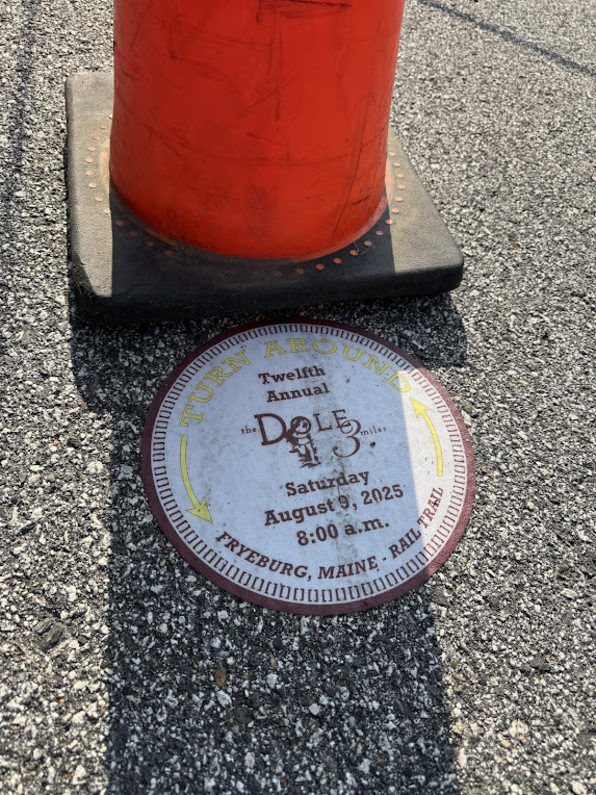 TURN AROUND
Twelfth
Annual
the DOLE 3 miler
Saturday
August 9, 2025
8:00 a.m.
FRYEBURG, MAINE - RAIL TRAIL